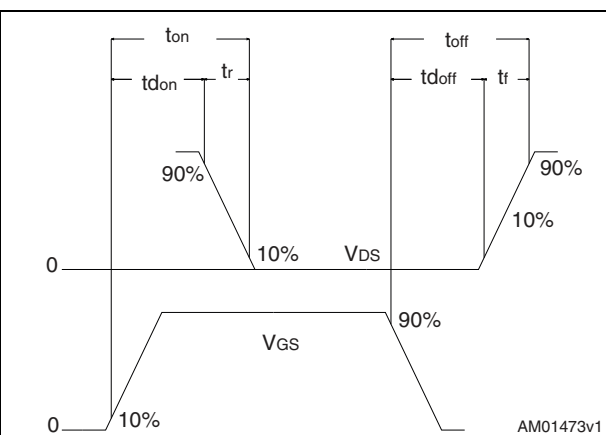 ton toff
tdon tr tdoff tf
90% 90%
10%
10% VDS
0
90%
VGS
10%
0
AM01473v1